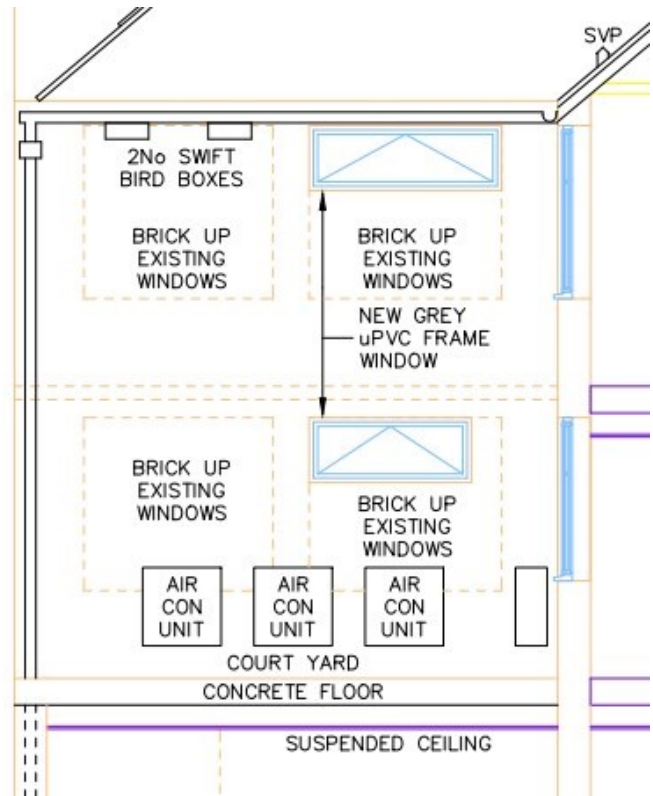 SVP
2No SWIFT
BIRD BOXES
BRICK UP
EXISTING
WINDOWS
BRICK UP
EXISTING
WINDOWS
NEW GREY
uPVC FRAME
WINDOW
BRICK UP
EXISTING
WINDOWS
BRICK UP
EXISTING
WINDOWS
AIR
CON
UNIT
AIR
CON
UNIT
AIR
CON
UNIT
COURT YARD
CONCRETE FLOOR
SUSPENDED CEILING